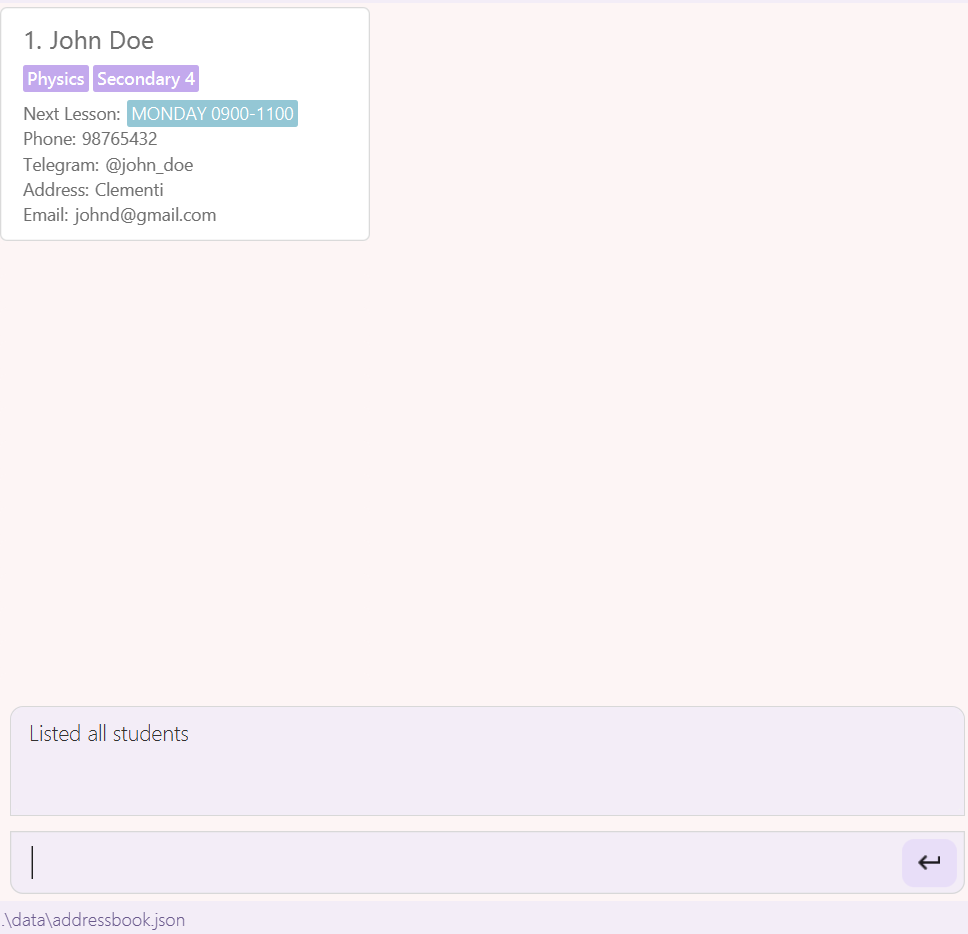 1. John Doe
Physics Secondary 4
Next Lesson: MONDAY 0900-1100
Phone: 98765432
Telegram: @john_doe
Address: Clementi
Email: johnd@gmail.com
Listed all students
.\data\addressbook.json